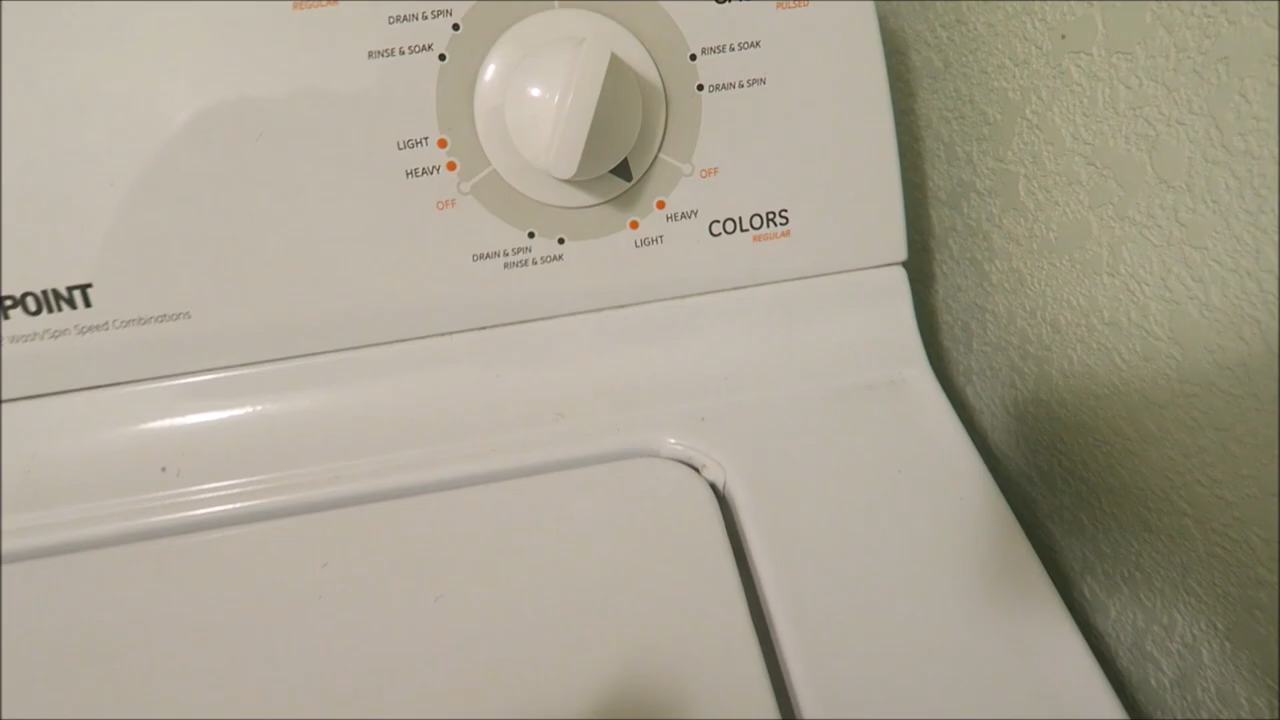 REGULAR
PULSED
DRAIN & SPIN
RINSE & SOAK
RINSE & SOAK
DRAIN & SPIN
LIGHT
HEAVY
OFF
OFF
HEAVY
LIGHT
COLORS
REGULAR
DRAIN & SPIN
RINSE & SOAK
POINT
Wash/Spin Speed Combinations